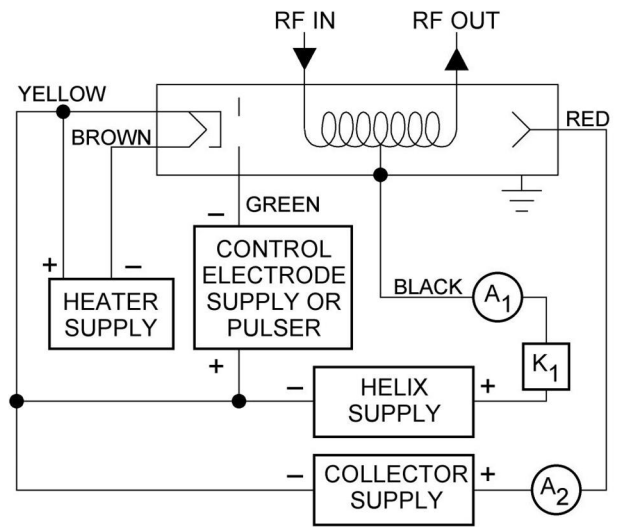 RF IN
RF OUT
YELLOW
RED
BROWN
− GREEN
CONTROL
ELECTRODE
SUPPLY OR
PULSER
+ −
HEATER
SUPPLY
BLACK
A1
+
K1
− HELIX +
SUPPLY
− COLLECTOR +
SUPPLY
A2